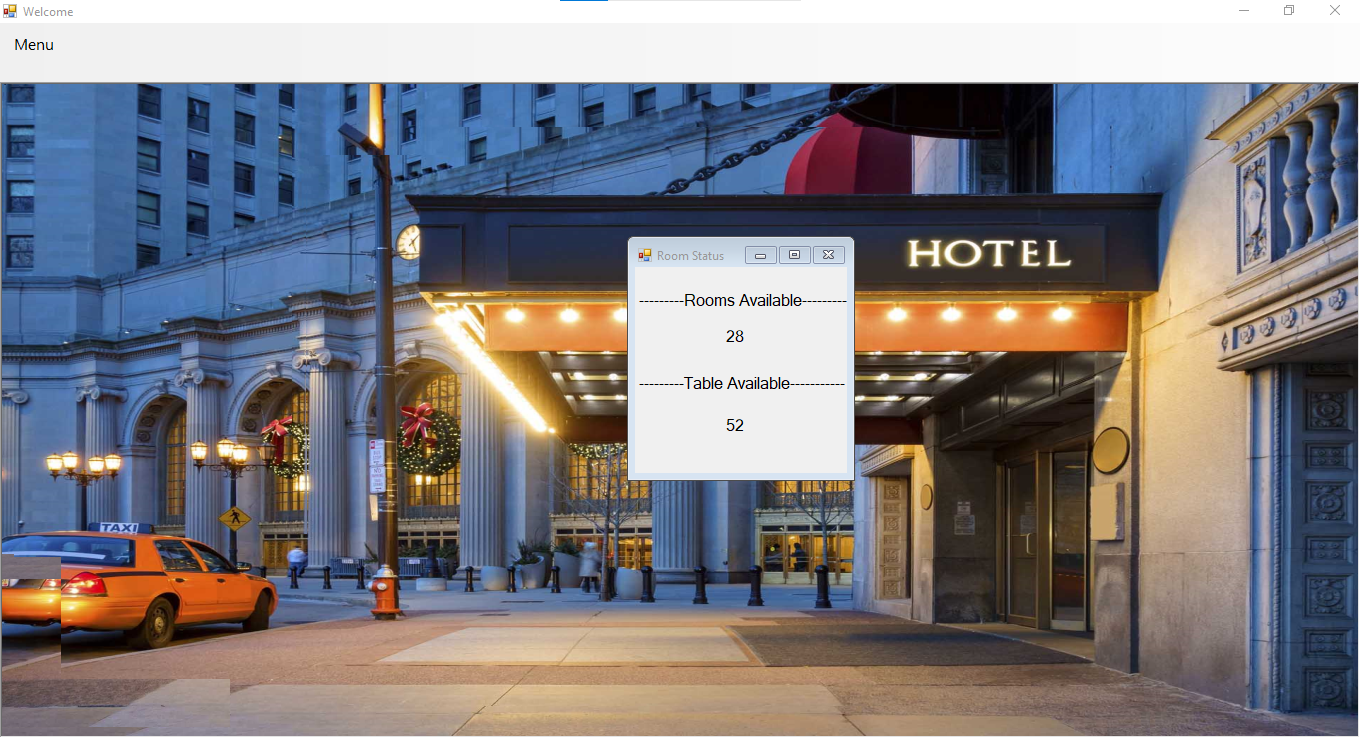 Welcome
Menu
HOTEL
Room Status
---------Rooms Available---------
28
---------Table Available-----------
52
TAXI